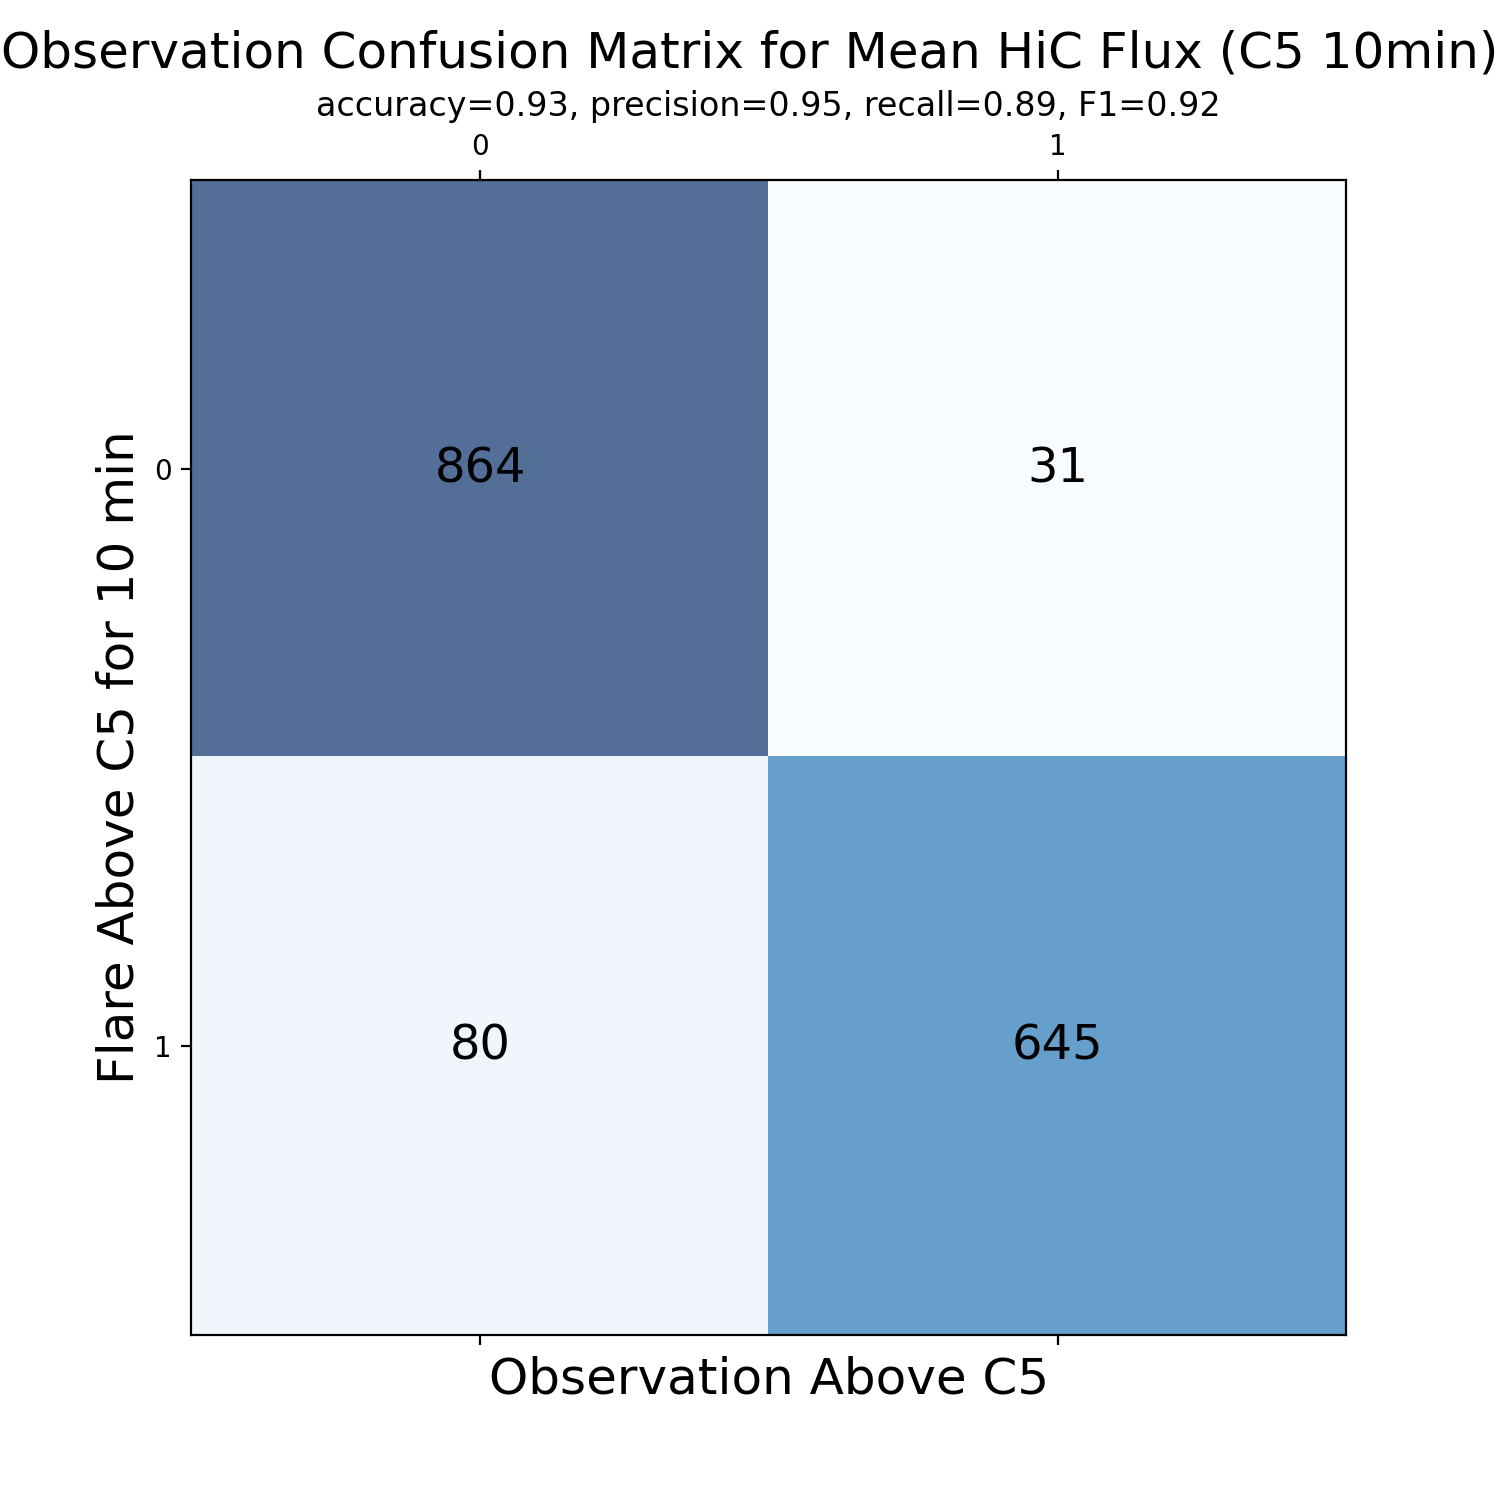 Observation Confusion Matrix for Mean HiC Flux (C5 10min)
accuracy=0.93, precision=0.95, recall=0.89, F1=0.92
0 1
Flare Above C5 for 10 min
0 864 31
1 80 645
Observation Above C5